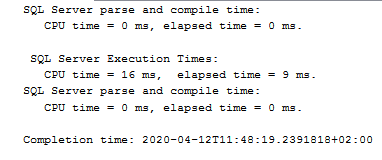 SQL Server parse and compile time:
CPU time = 0 ms, elapsed time = 0 ms.
SQL Server Execution Times:
CPU time = 16 ms,  elapsed time = 9 ms.
SQL Server parse and compile time:
CPU time = 0 ms, elapsed time = 0 ms.
Completion time: 2020-04-12T11:48:19.2391818+02:00